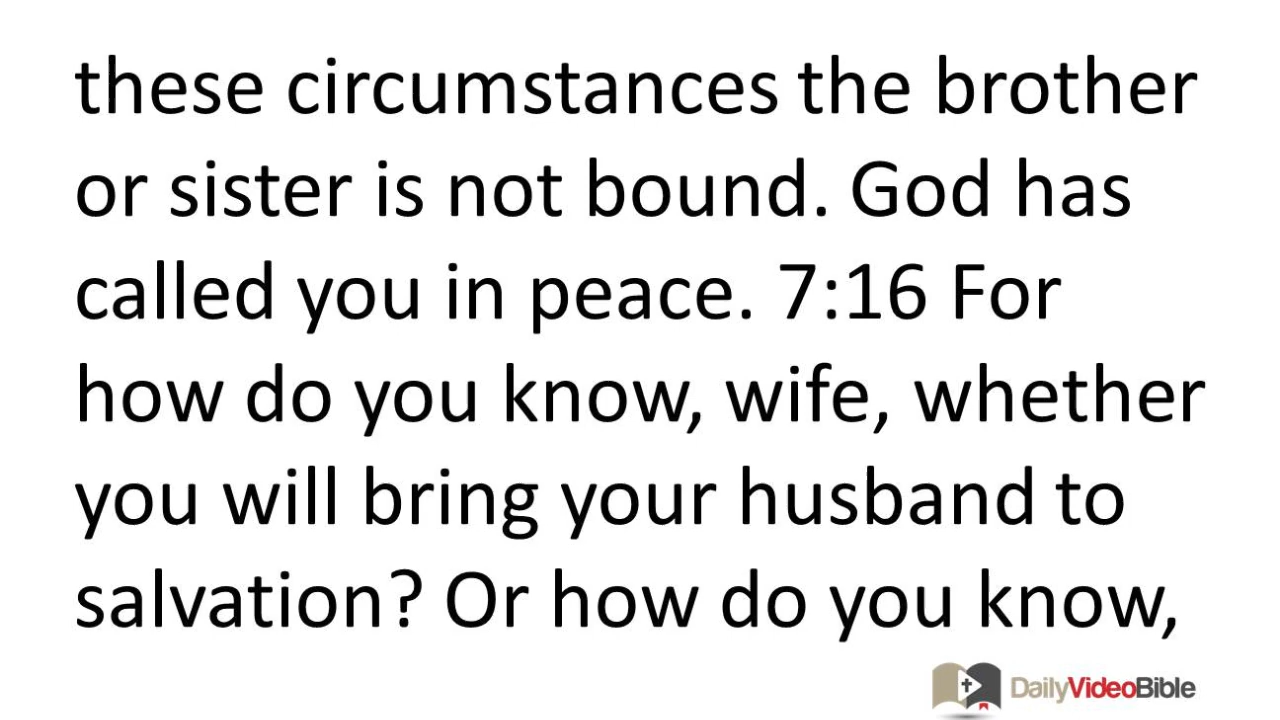 these circumstances the brother
or sister is not bound. God has
called you in peace. 7:16 For
how do you know, wife, whether
you will bring your husband to
salvation? Or how do you know,
DailyVideoBible